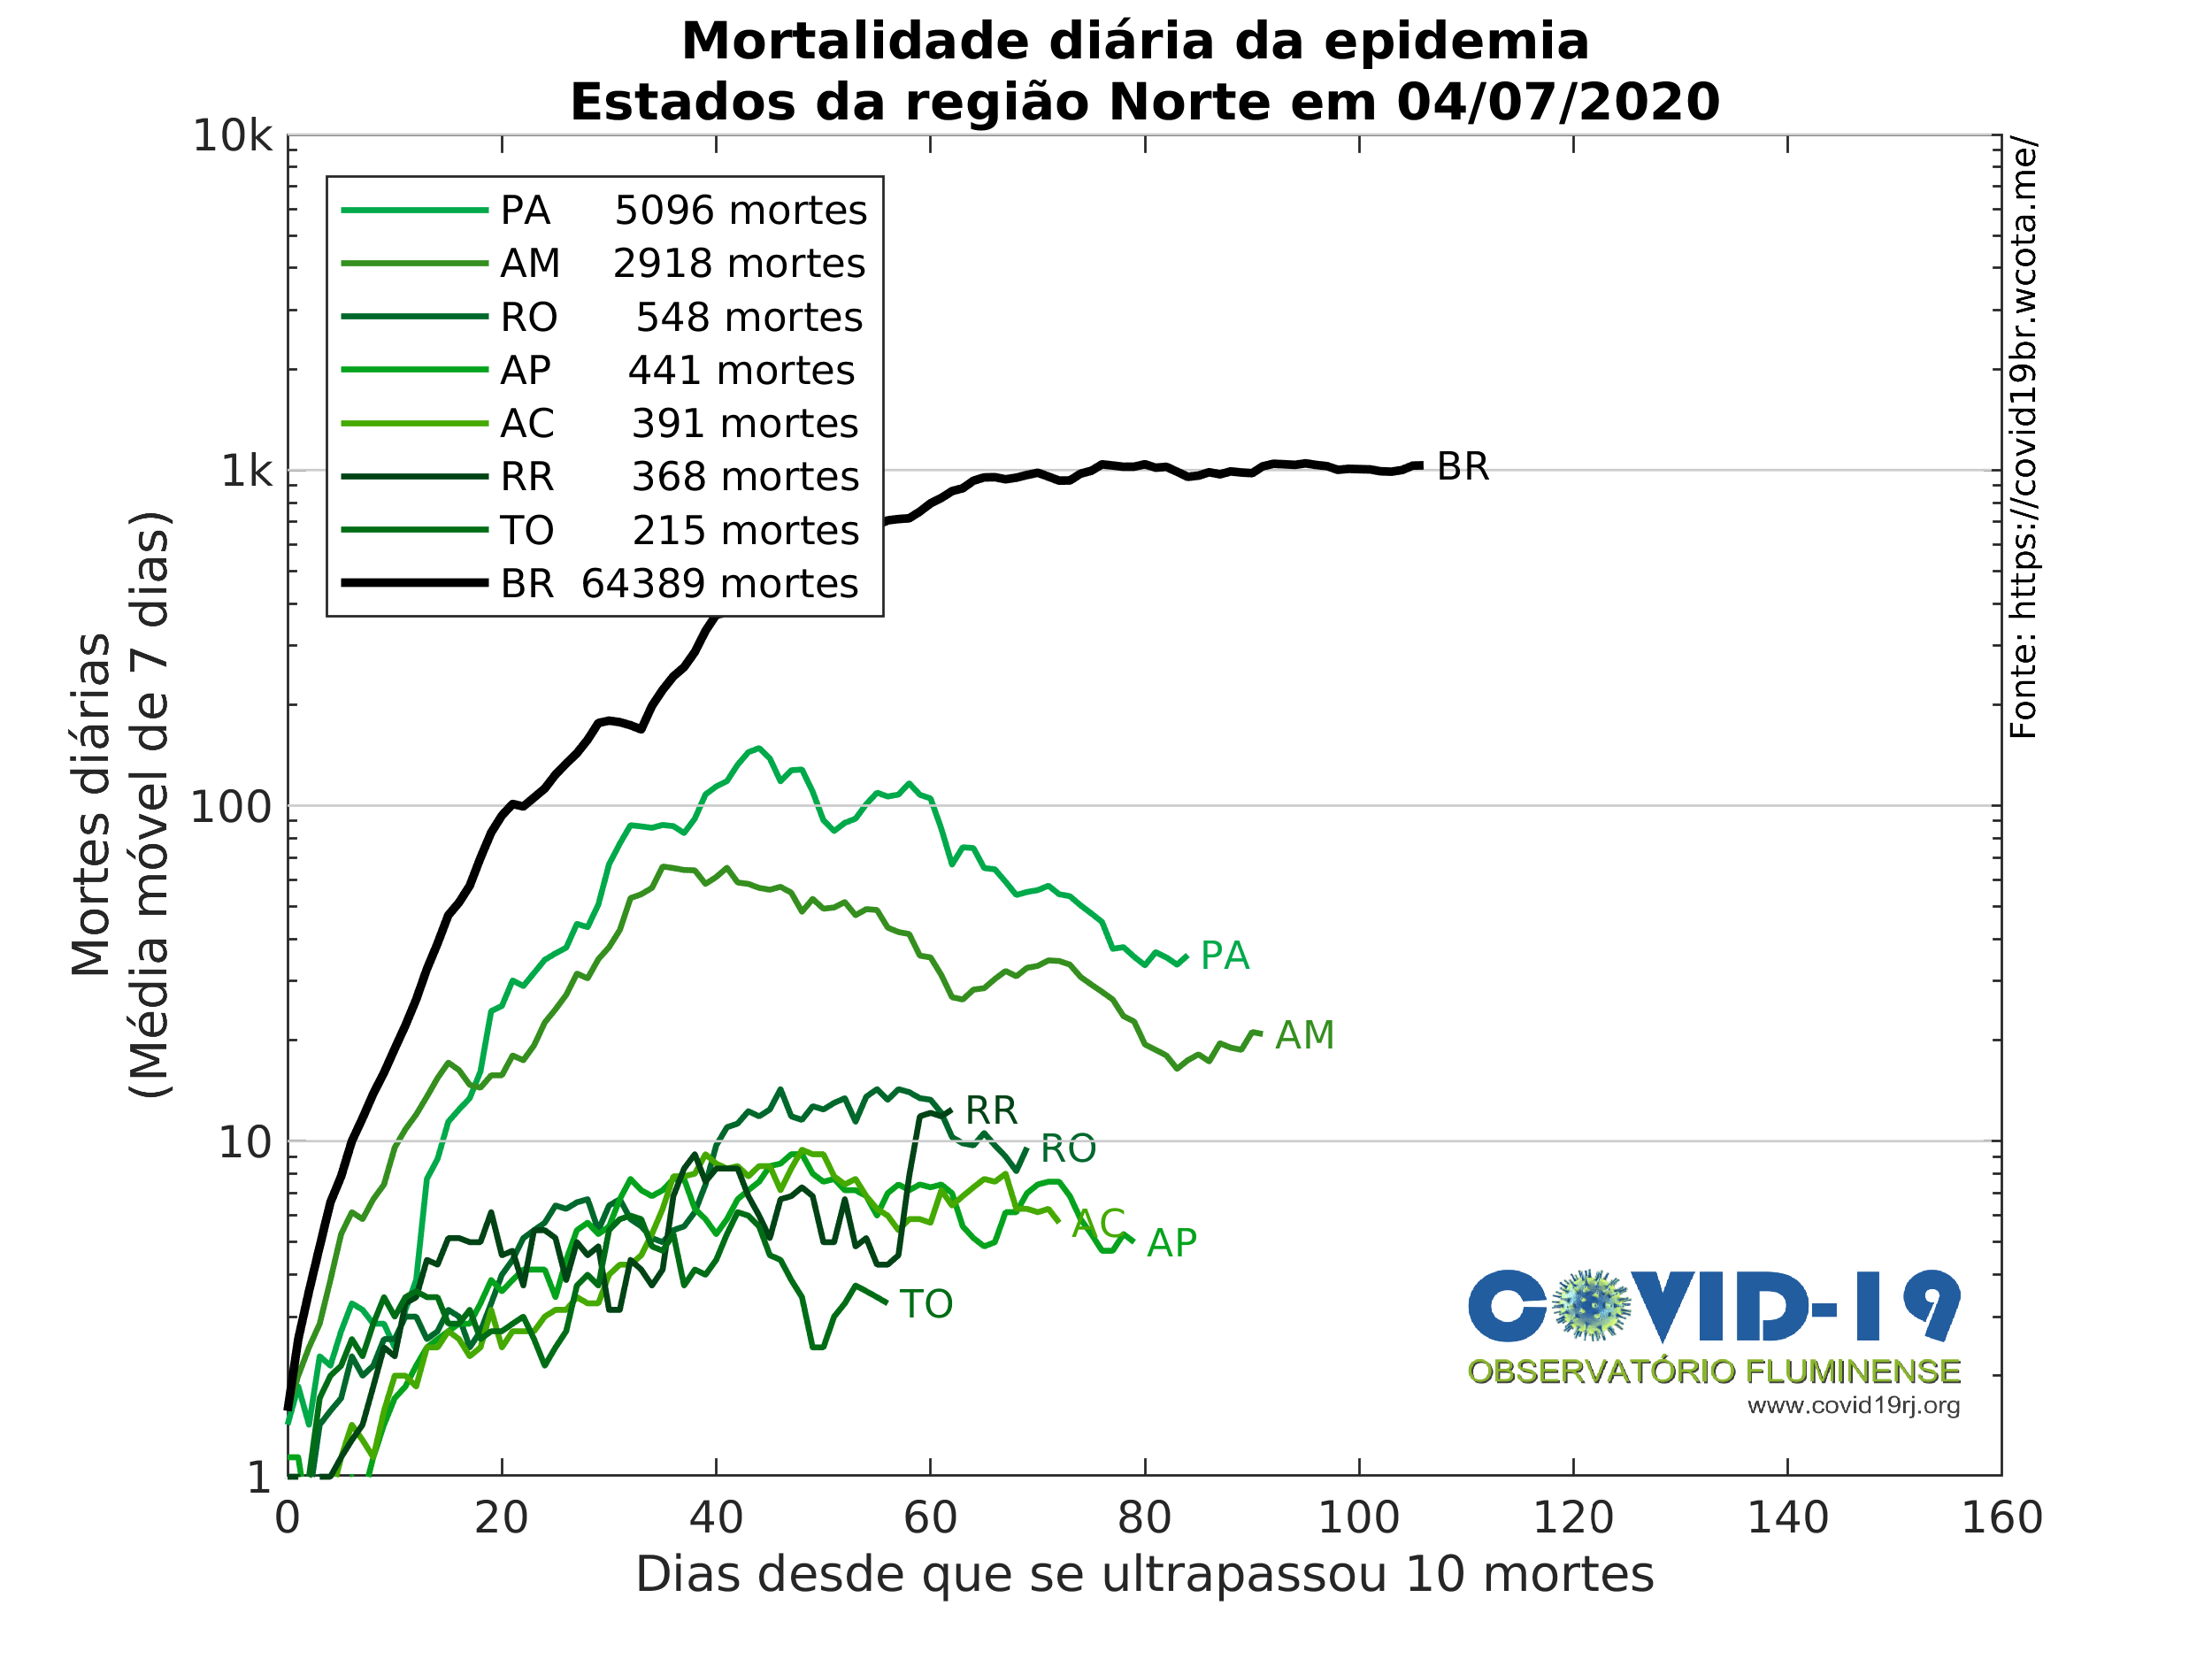 Mortalidade diária da epidemia
Estados da região Norte em 04/07/2020
10k
1k
100
10
1
Mortes diárias
(Média móvel de 7 dias)
PA 5096 mortes
AM 2918 mortes
RO 548 mortes
AP 441 mortes
AC 391 mortes
RR 368 mortes
TO 215 mortes
BR 64389 mortes
BR
PA
AM
RR
RO
AC
AP
TO
Fonte: https://covid19br.wcota.me/
COVID-19
OBSERVATÓRIO FLUMINENSE
www.covid19rj.org
0 20 40 60 80 100 120 140 160
Dias desde que se ultrapassou 10 mortes